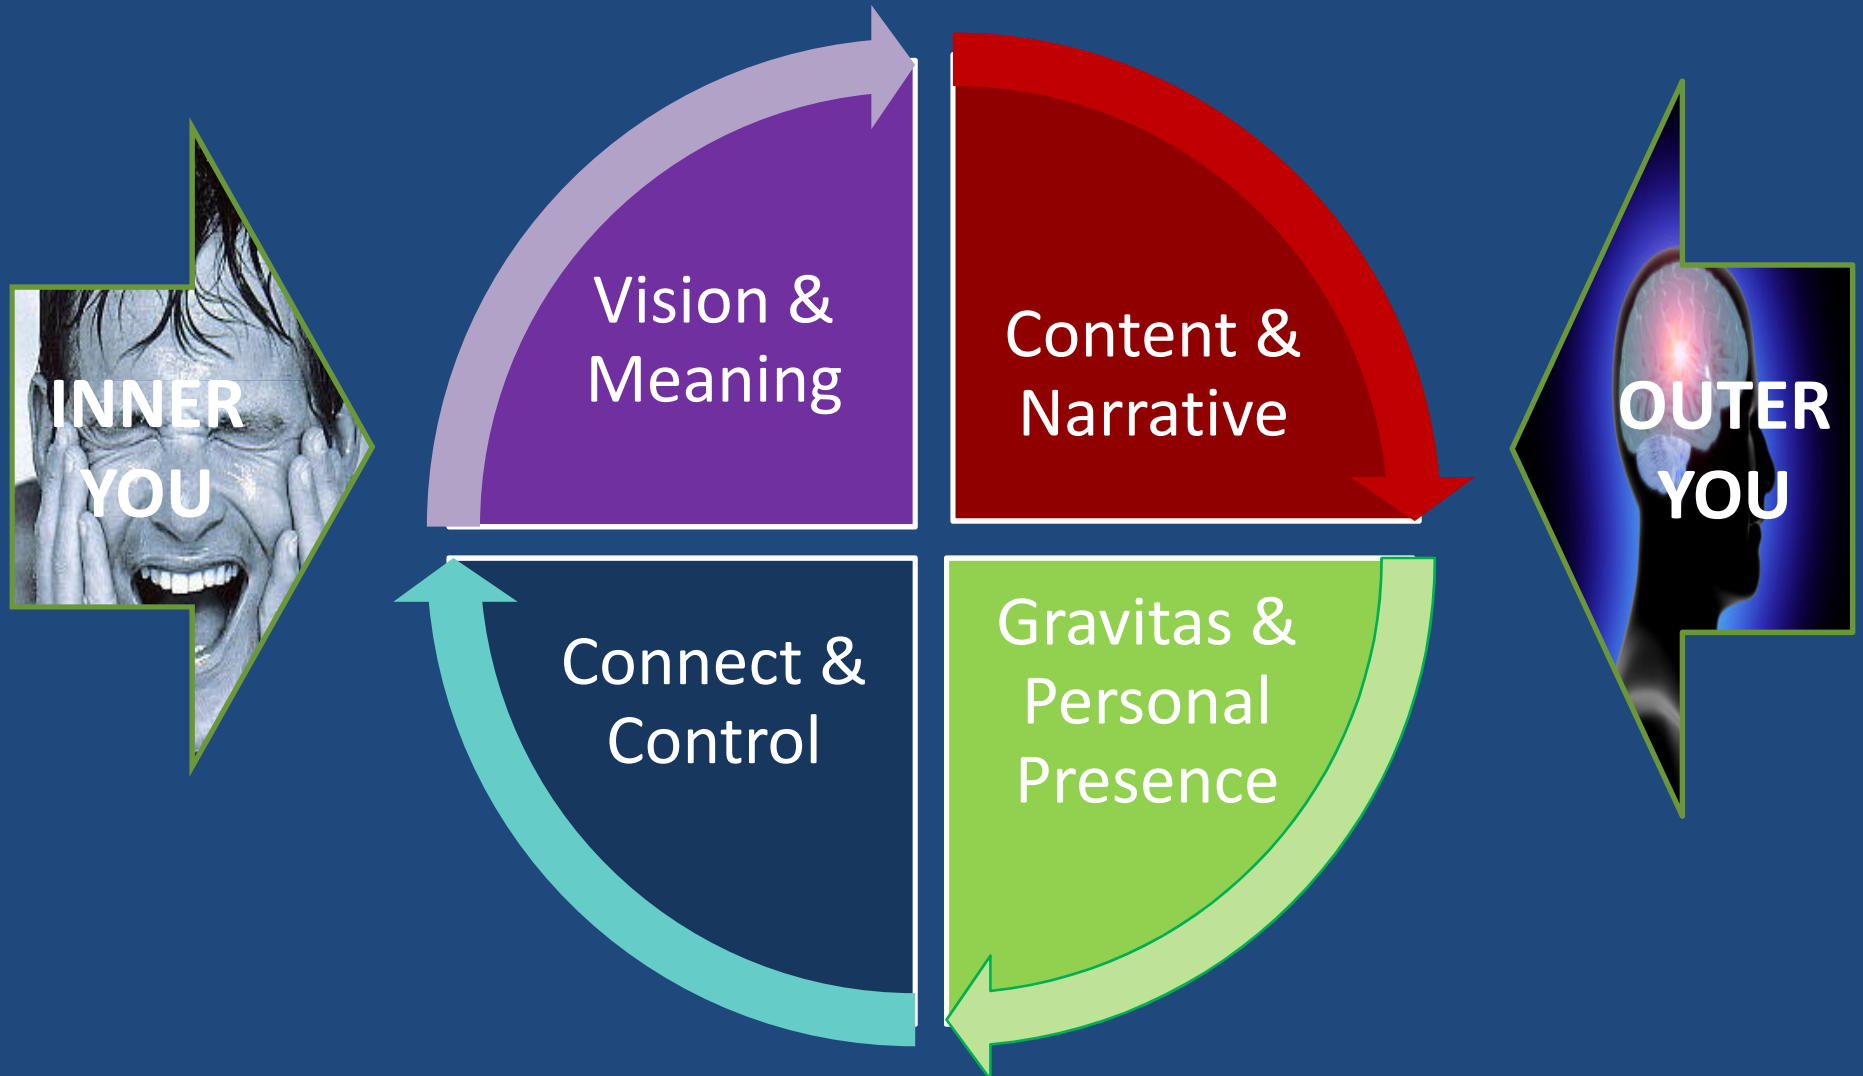 INNER
YOU
Vision &
Meaning
Content &
Narrative
Connect &
Control
Gravitas &
Personal
Presence
OUTER
YOU